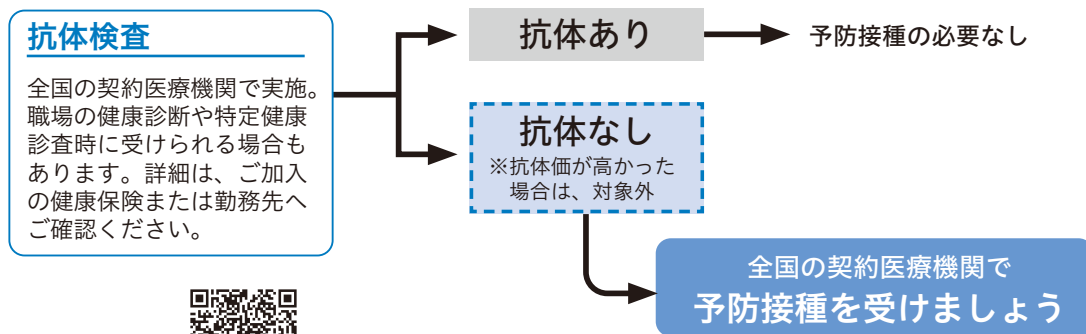 抗体検査
全国の契約医療機関で実施。
職場の健康診断や特定健康
診査時に受けられる場合も
あります。詳細は、ご加入
の健康保険または勤務先へ
ご確認ください。
抗体あり
予防接種の必要なし
抗体なし
※抗体価が高かった
場合は、対象外
全国の契約医療機関で
予防接種を受けましょう